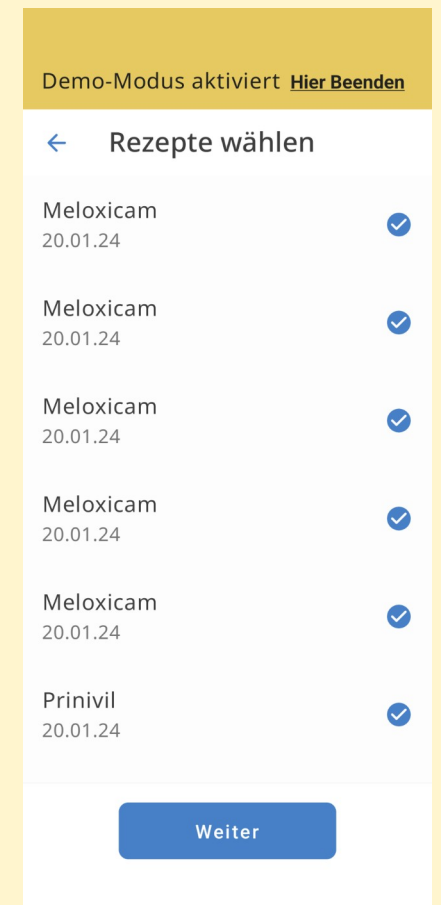 Demo-Modus aktiviert Hier Beenden
Rezepte wählen
Meloxicam
20.01.24
Meloxicam
20.01.24
Meloxicam
20.01.24
Meloxicam
20.01.24
Meloxicam
20.01.24
Prinivil
20.01.24
Weiter